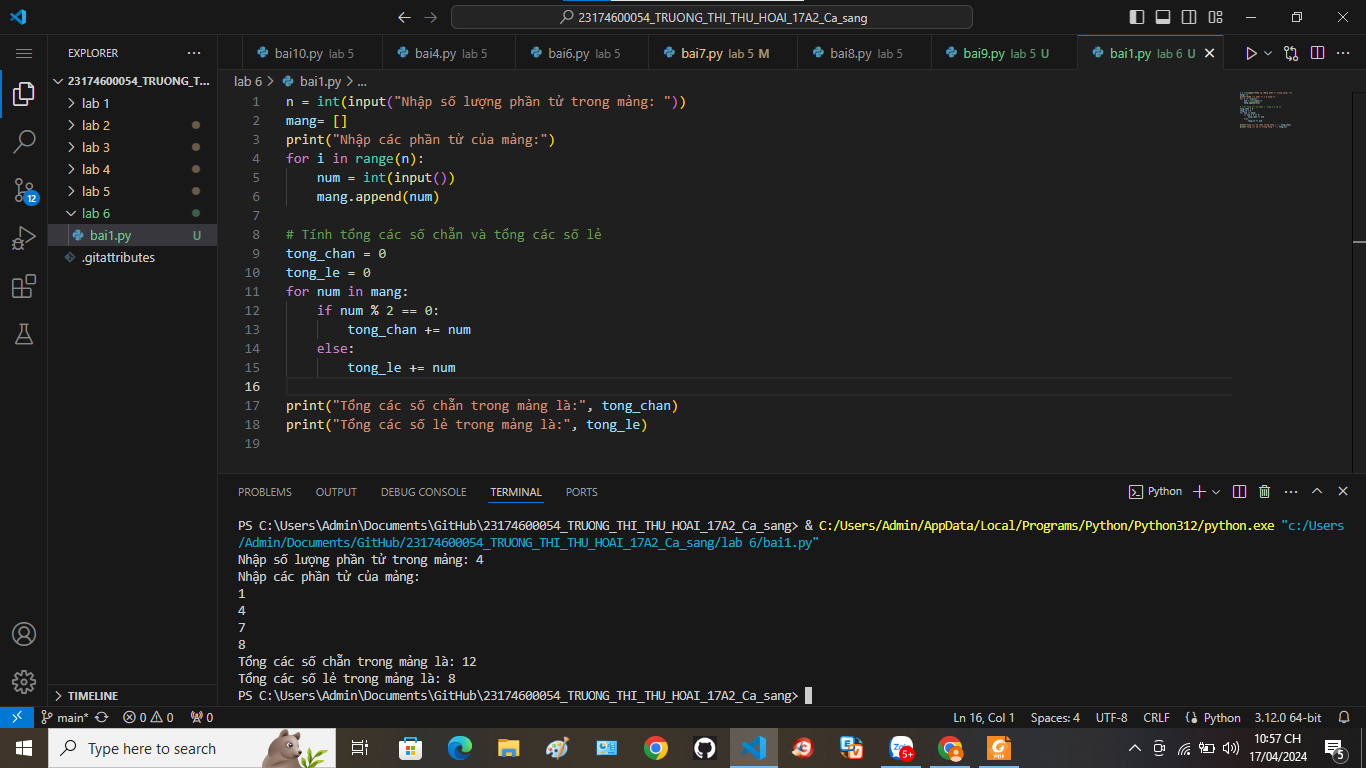 23174600054_TRUONG_THI_THU_HOAI_17A2_Ca_sang
EXPLORER
bai10.py lab 5
bai4.py lab 5
bai6.py lab 5
bai7.py lab 5 M
bai8.py lab 5
bai9.py lab 5 U
bai1.py lab 6 U
23174600054_TRUONG_T...
lab 1
lab 2
lab 3
lab 4
lab 5
lab 6
bai1.py U
.gitattributes
12
TIMELINE
lab 6 > bai1.py > ...
1 n = int(input("Nhập số lượng phần tử trong mảng: "))
2 mang= []
3 print("Nhập các phần tử của mảng:")
4 for i in range(n):
5 num = int(input())
6 mang.append(num)
7
8 # Tính tổng các số chẵn và tổng các số lẻ
9 tong_chan = 0
10 tong_le = 0
11 for num in mang:
12 if num % 2 == 0:
13 tong_chan += num
14 else:
15 tong_le += num
16
17 print("Tổng các số chẵn trong mảng là:", tong_chan)
18 print("Tổng các số lẻ trong mảng là:", tong_le)
19
PROBLEMS OUTPUT DEBUG CONSOLE TERMINAL PORTS
Python
PS C:\Users\Admin\Documents\GitHub\23174600054_TRUONG_THI_THU_HOAI_17A2_Ca_sang> & C:/Users/Admin/AppData/Local/Programs/Python/Python312/python.exe "c:/Users
/Admin/Documents/GitHub/23174600054_TRUONG_THI_THU_HOAI_17A2_Ca_sang/lab 6/bai1.py"
Nhập số lượng phần tử trong mảng: 4
Nhập các phần tử của mảng:
1
4
7
8
Tổng các số chẵn trong mảng là: 12
Tổng các số lẻ trong mảng là: 8
PS C:\Users\Admin\Documents\GitHub\23174600054_TRUONG_THI_THU_HOAI_17A2_Ca_sang>
main* 0 0 0
Ln 16, Col 1 Spaces: 4 UTF-8 CRLF Python 3.12.0 64-bit
Type here to search
5+
10:57 CH
17/04/2024
5